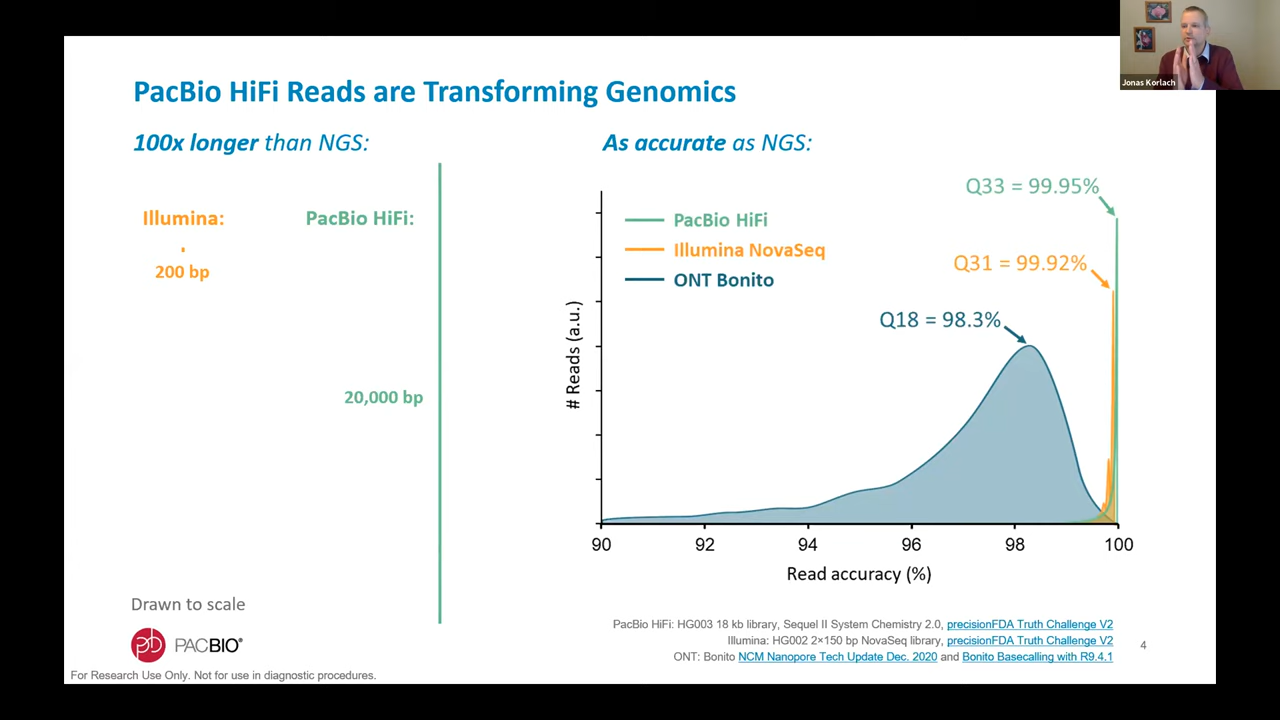 Jonas Korlach
PacBio HiFi Reads are Transforming Genomics
100x longer than NGS:
Illumina:
200 bp
PacBio HiFi:
20,000 bp
Drawn to scale
As accurate as NGS:
PacBio HiFi
Illumina NovaSeq
ONT Bonito
Q33 = 99.95%
Q31 = 99.92%
Q18 = 98.3%
# Reads (a.u.)
90 92 94 96 98 100
Read accuracy (%)
PacBio HiFi: HG003 18 kb library, Sequel II System Chemistry 2.0, precisionFDA Truth Challenge V2
Illumina: HG002 2×150 bp NovaSeq library, precisionFDA Truth Challenge V2
ONT: Bonito NCM Nanopore Tech Update Dec. 2020 and Bonito Basecalling with R9.4.1
4
PACBIO®
For Research Use Only. Not for use in diagnostic procedures.